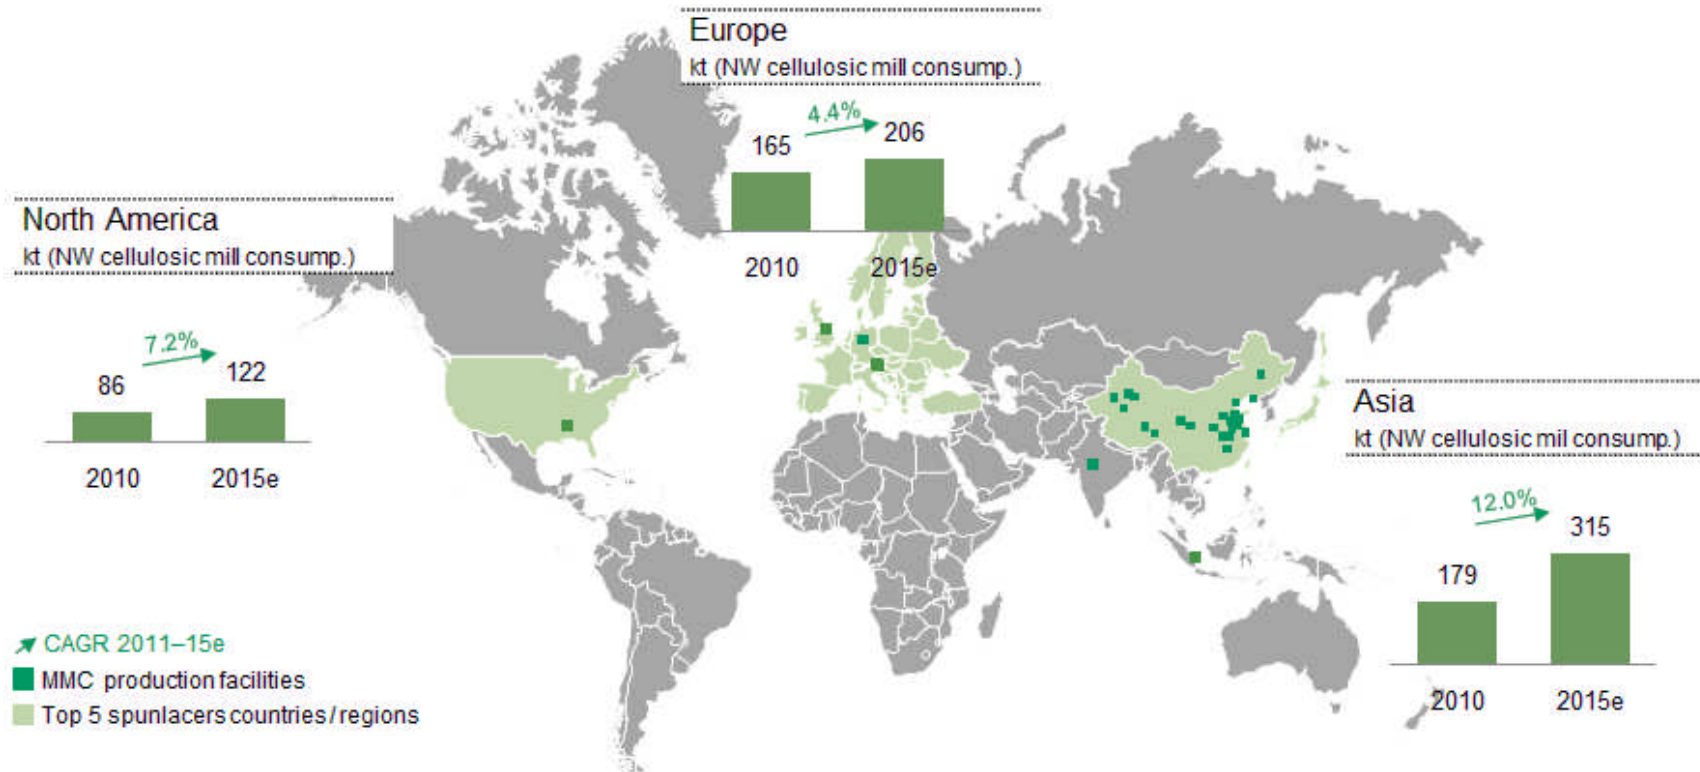 Europe
kt (NW cellulosic mill consump.)
4.4%
165
206
2010
2015e
North America
kt (NW cellulosic mill consump.)
7.2%
86
122
2010
2015e
Asia
kt (NW cellulosic mil consump.)
12.0%
179
315
2010
2015e
CAGR 2011–15e
MMC production facilities
Top 5 spunlacers countries/regions